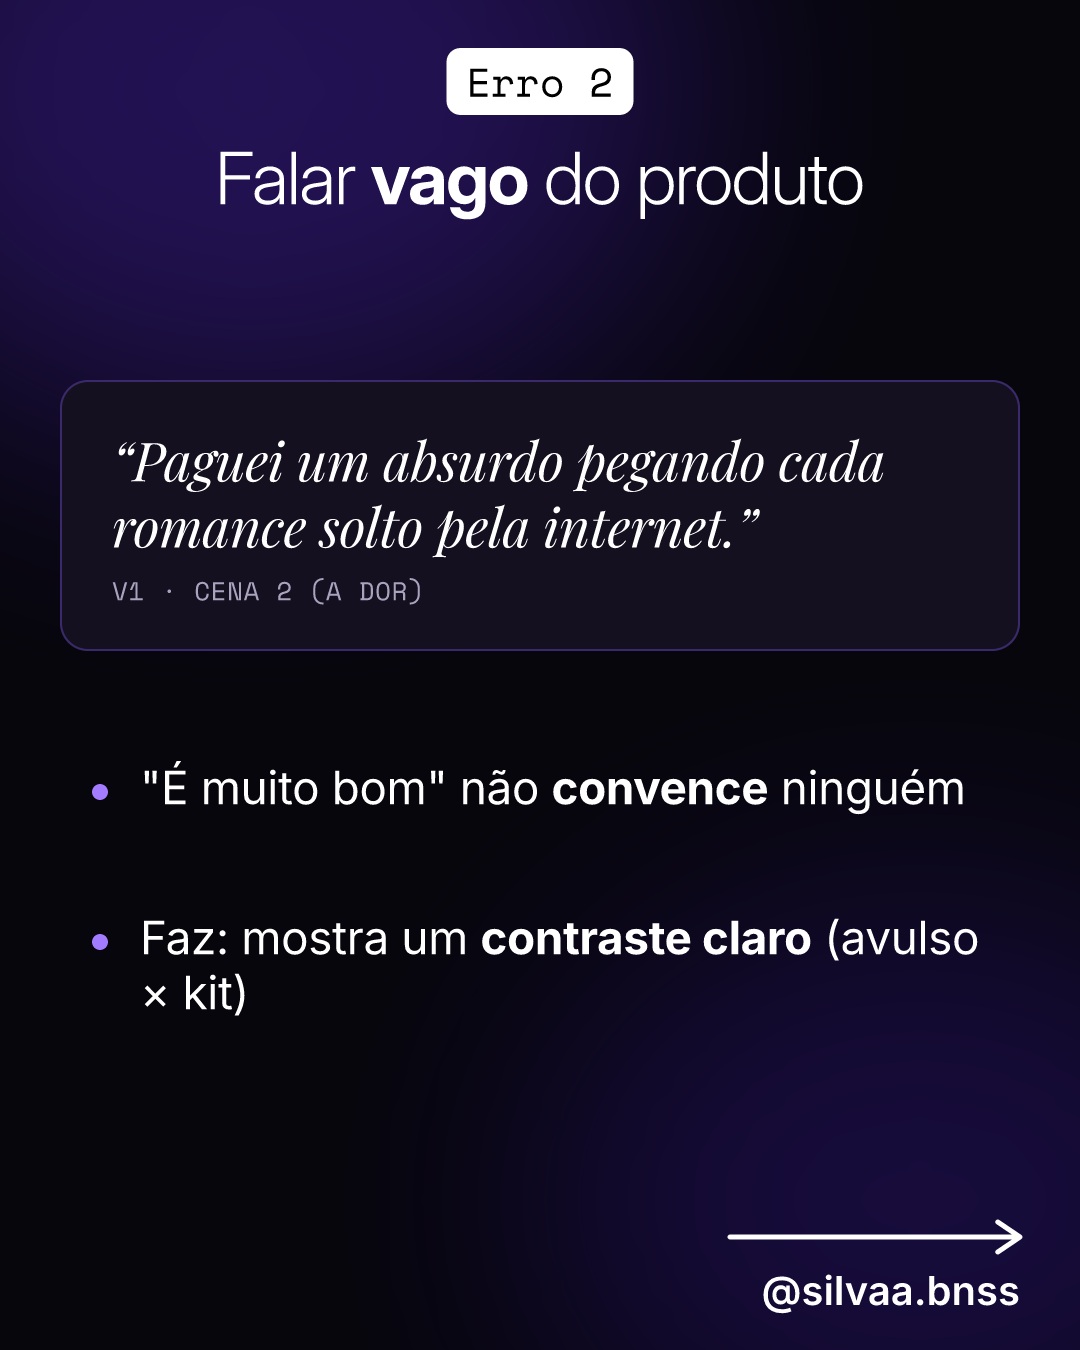 Erro 2
Falar vago do produto
“Paguei um absurdo pegando cada
romance solto pela internet.”
V1 · CENA 2 (A DOR)
"É muito bom" não convence ninguém
Faz: mostra um contraste claro (avulso
× kit)
@silvaa.bnss